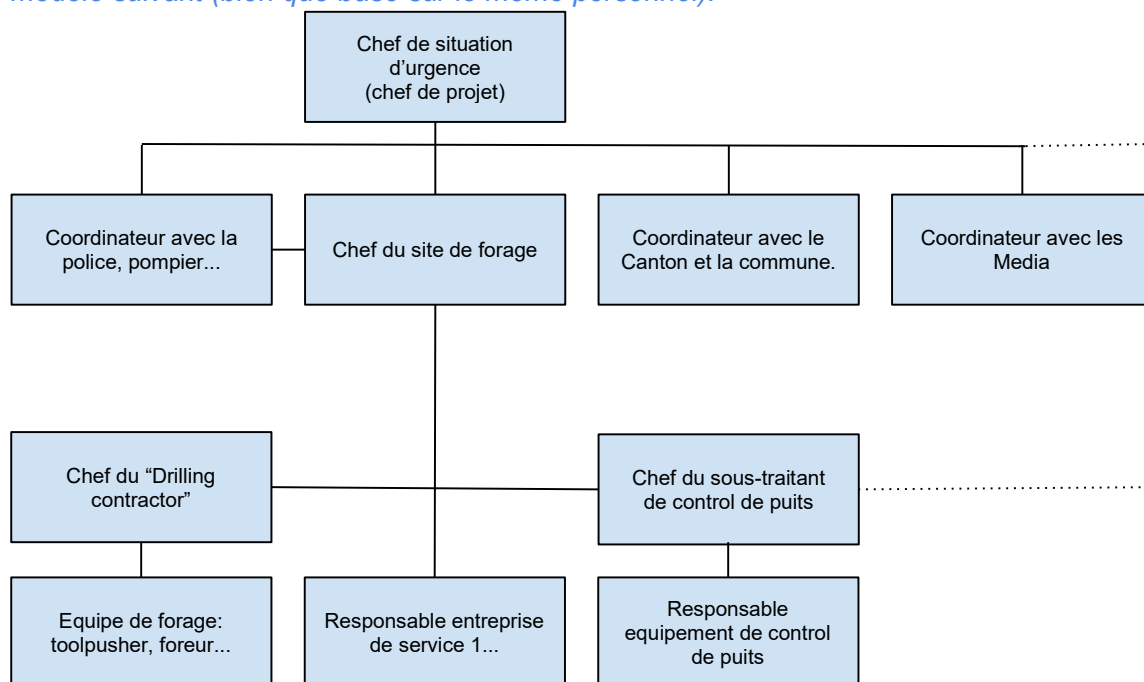 modèle suivant (bien que basé sur le même personnel).
Chef de situation
d’urgence
(chef de projet)
Coordinateur avec la
police, pompier...
Chef du site de forage
Coordinateur avec le
Canton et la commune.
Coordinateur avec les
Media
Chef du “Drilling
contractor”
Chef du sous-traitant
de control de puits
Equipe de forage:
toolpusher, foreur...
Responsable entreprise
de service 1...
Responsable
equipement de control
de puits